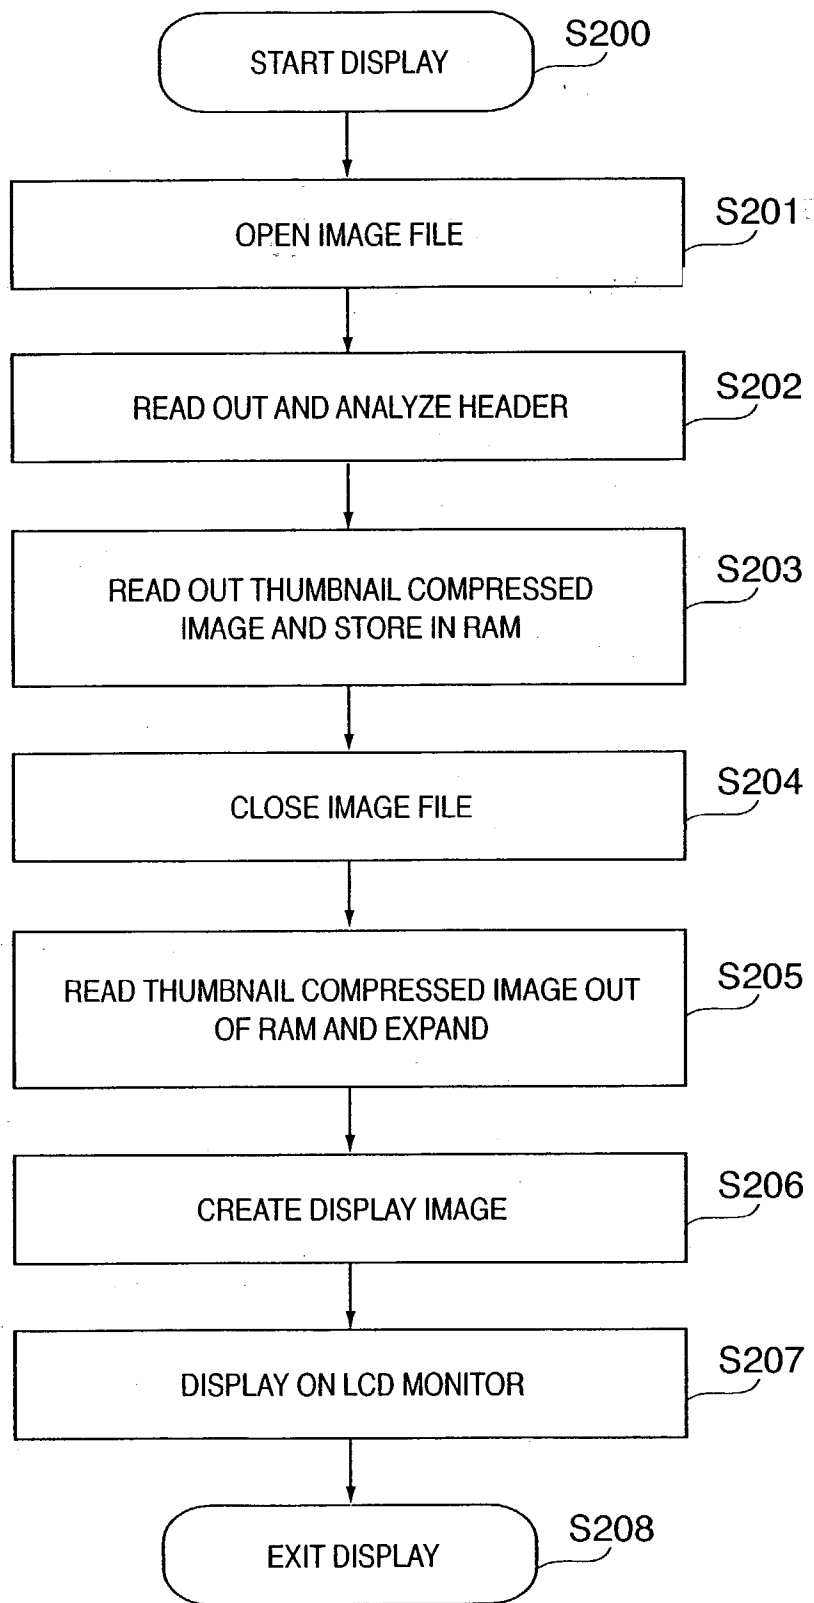 START DISPLAY
S200
OPEN IMAGE FILE
S201
READ OUT AND ANALYZE HEADER
S202
READ OUT THUMBNAIL COMPRESSED
IMAGE AND STORE IN RAM
S203
CLOSE IMAGE FILE
S204
READ THUMBNAIL COMPRESSED IMAGE OUT
OF RAM AND EXPAND
S205
CREATE DISPLAY IMAGE
S206
DISPLAY ON LCD MONITOR
S207
EXIT DISPLAY
S208